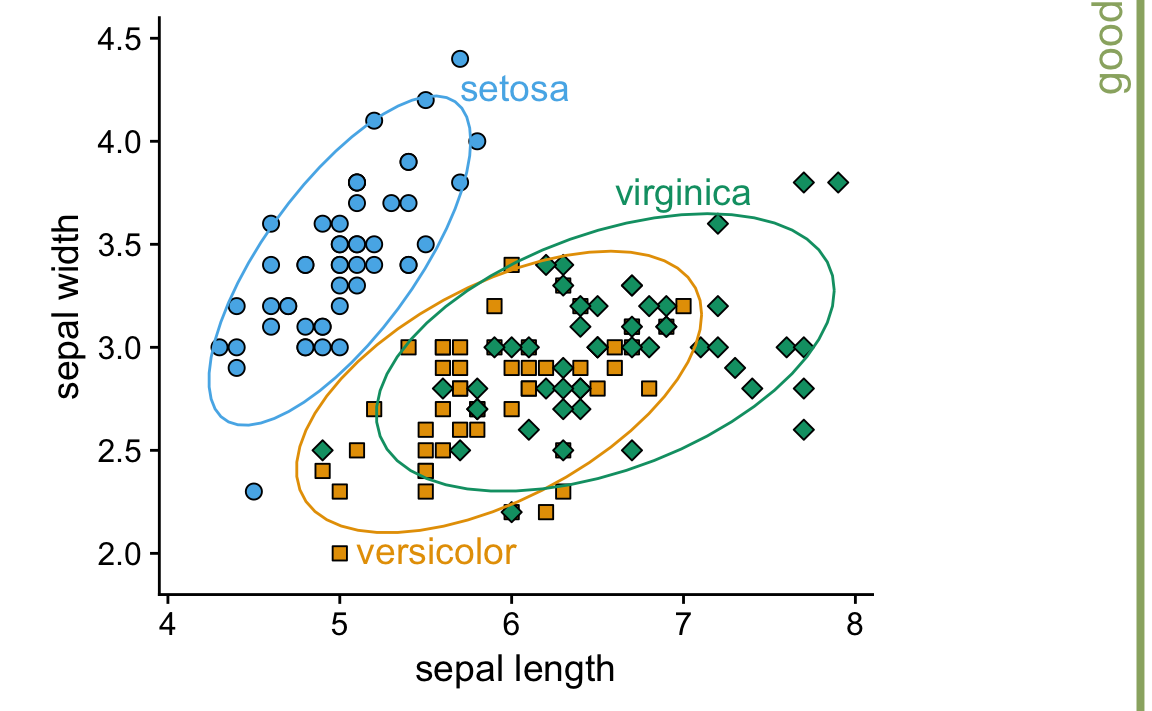 good
4.5
4.0
3.5
3.0
2.5
2.0
sepal width
setosa
virginica
versicolor
4 5 6 7 8
sepal length